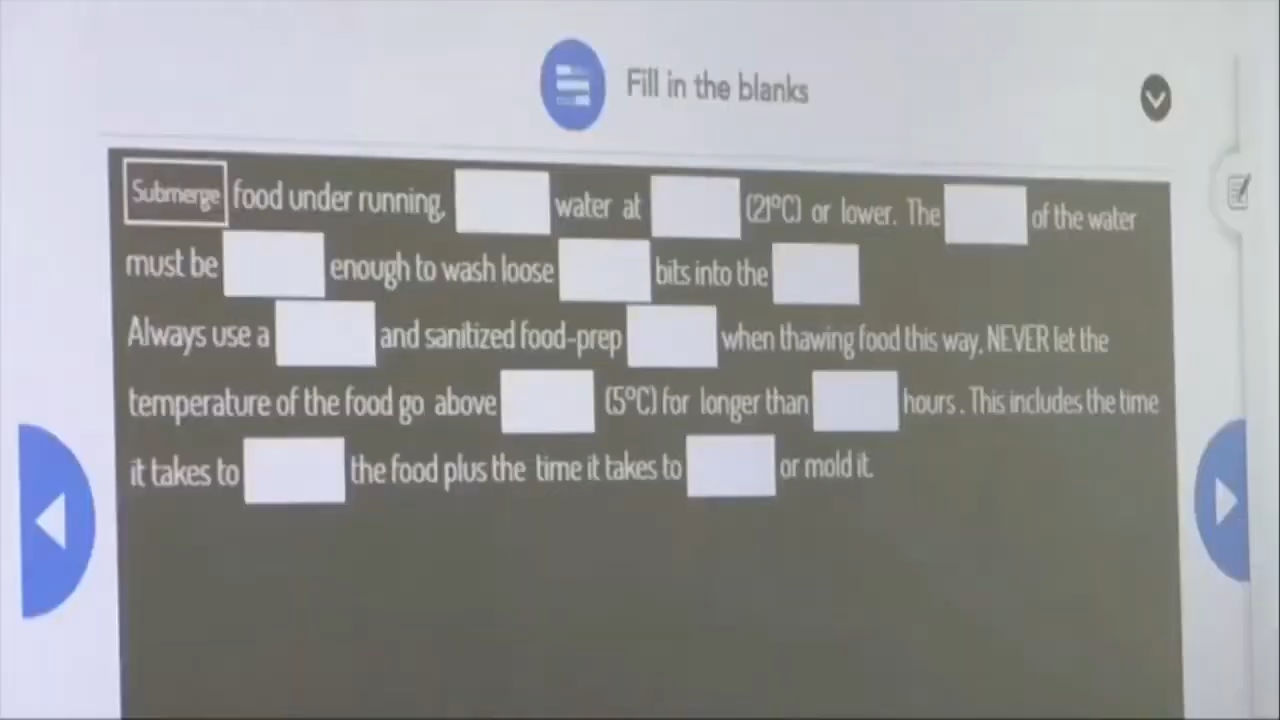 Fill in the blanks
Submerge food under running, water at (21°C) or lower. The of the water
must be enough to wash loose bits into the
Always use a and sanitized food-prep when thawing food this way, NEVER let the
temperature of the food go above (5°C) for longer than hours. This includes the time
it takes to the food plus the time it takes to or mold it.